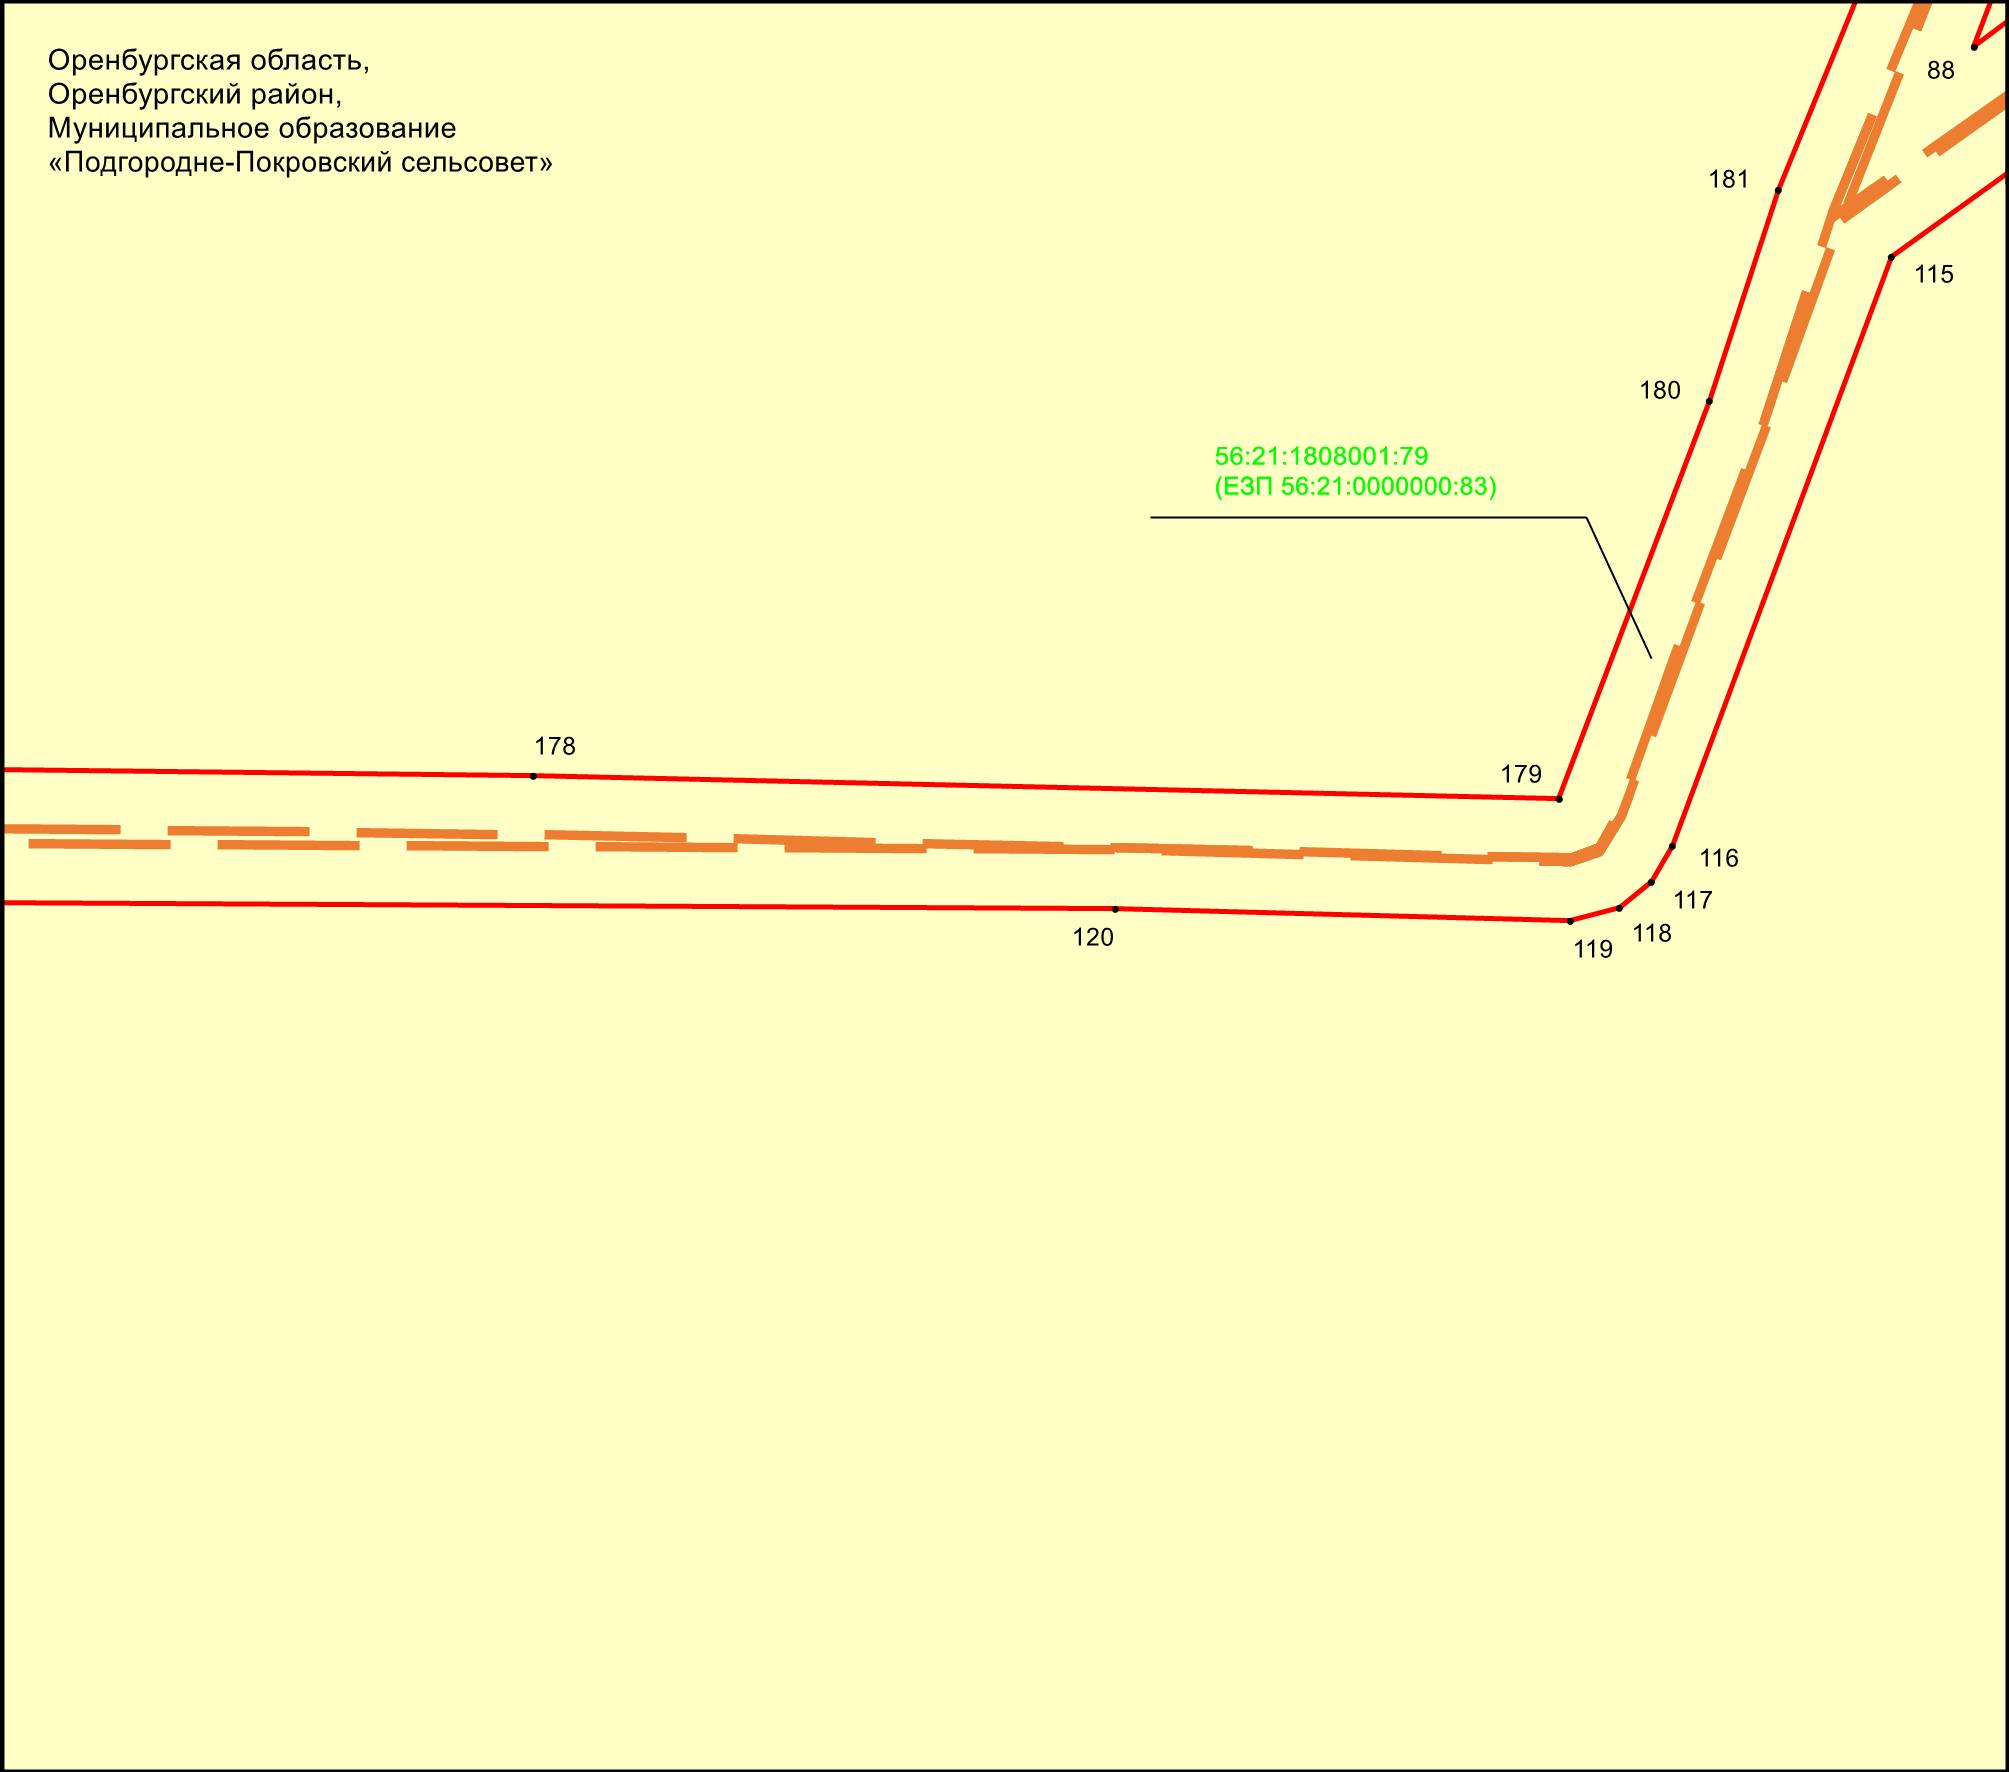 Оренбургская область,
Оренбургский район,
Муниципальное образование
«Подгородне-Покровский сельсовет»
88
181
115
180
56:21:1808001:79
(ЕЗП 56:21:0000000:83)
178
179
116
117
118
120
119